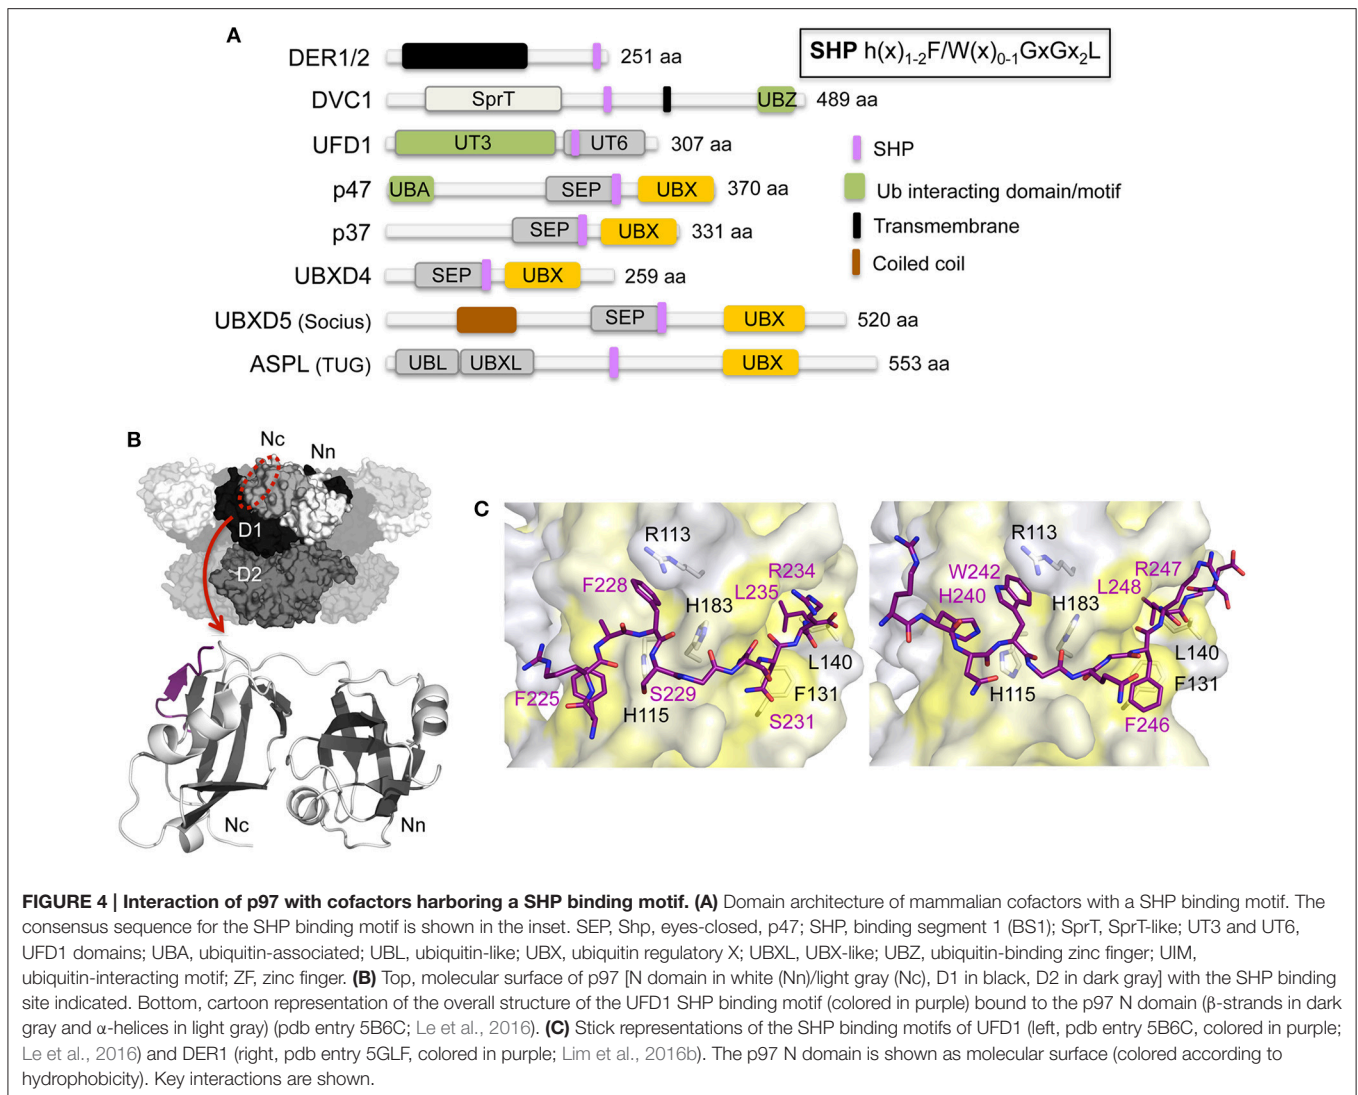 A
SHP h(x)1-2F/W(x)0-1GxGx2L
DER1/2
251 aa
DVC1
SprT
UBZ
489 aa
UFD1
UT3
UT6
307 aa
SHP
p47
UBA
SEP
UBX
370 aa
Ub interacting domain/motif
p37
SEP
UBX
331 aa
Transmembrane
UBXD4
SEP
UBX
259 aa
Coiled coil
UBXD5 (Socius)
SEP
UBX
520 aa
ASPL (TUG)
UBL
UBXL
UBX
553 aa
B
Nc
Nn
D1
D2
Nc
Nn
C
R113
F228
R234
L235
H183
L140
F225
S229
F131
H115
S231
R113
W242
R247
H240
L248
H183
L140
H115
F131
F246
FIGURE 4 | Interaction of p97 with cofactors harboring a SHP binding motif. (A) Domain architecture of mammalian cofactors with a SHP binding motif. The
consensus sequence for the SHP binding motif is shown in the inset. SEP, Shp, eyes-closed, p47; SHP, binding segment 1 (BS1); SprT, SprT-like; UT3 and UT6,
UFD1 domains; UBA, ubiquitin-associated; UBL, ubiquitin-like; UBX, ubiquitin regulatory X; UBXL, UBX-like; UBZ, ubiquitin-binding zinc finger; UIM,
ubiquitin-interacting motif; ZF, zinc finger. (B) Top, molecular surface of p97 [N domain in white (Nn)/light gray (Nc), D1 in black, D2 in dark gray] with the SHP binding
site indicated. Bottom, cartoon representation of the overall structure of the UFD1 SHP binding motif (colored in purple) bound to the p97 N domain (β-strands in dark
gray and α-helices in light gray) (pdb entry 5B6C; Le et al., 2016). (C) Stick representations of the SHP binding motifs of UFD1 (left, pdb entry 5B6C, colored in purple;
Le et al., 2016) and DER1 (right, pdb entry 5GLF, colored in purple; Lim et al., 2016b). The p97 N domain is shown as molecular surface (colored according to
hydrophobicity). Key interactions are shown.